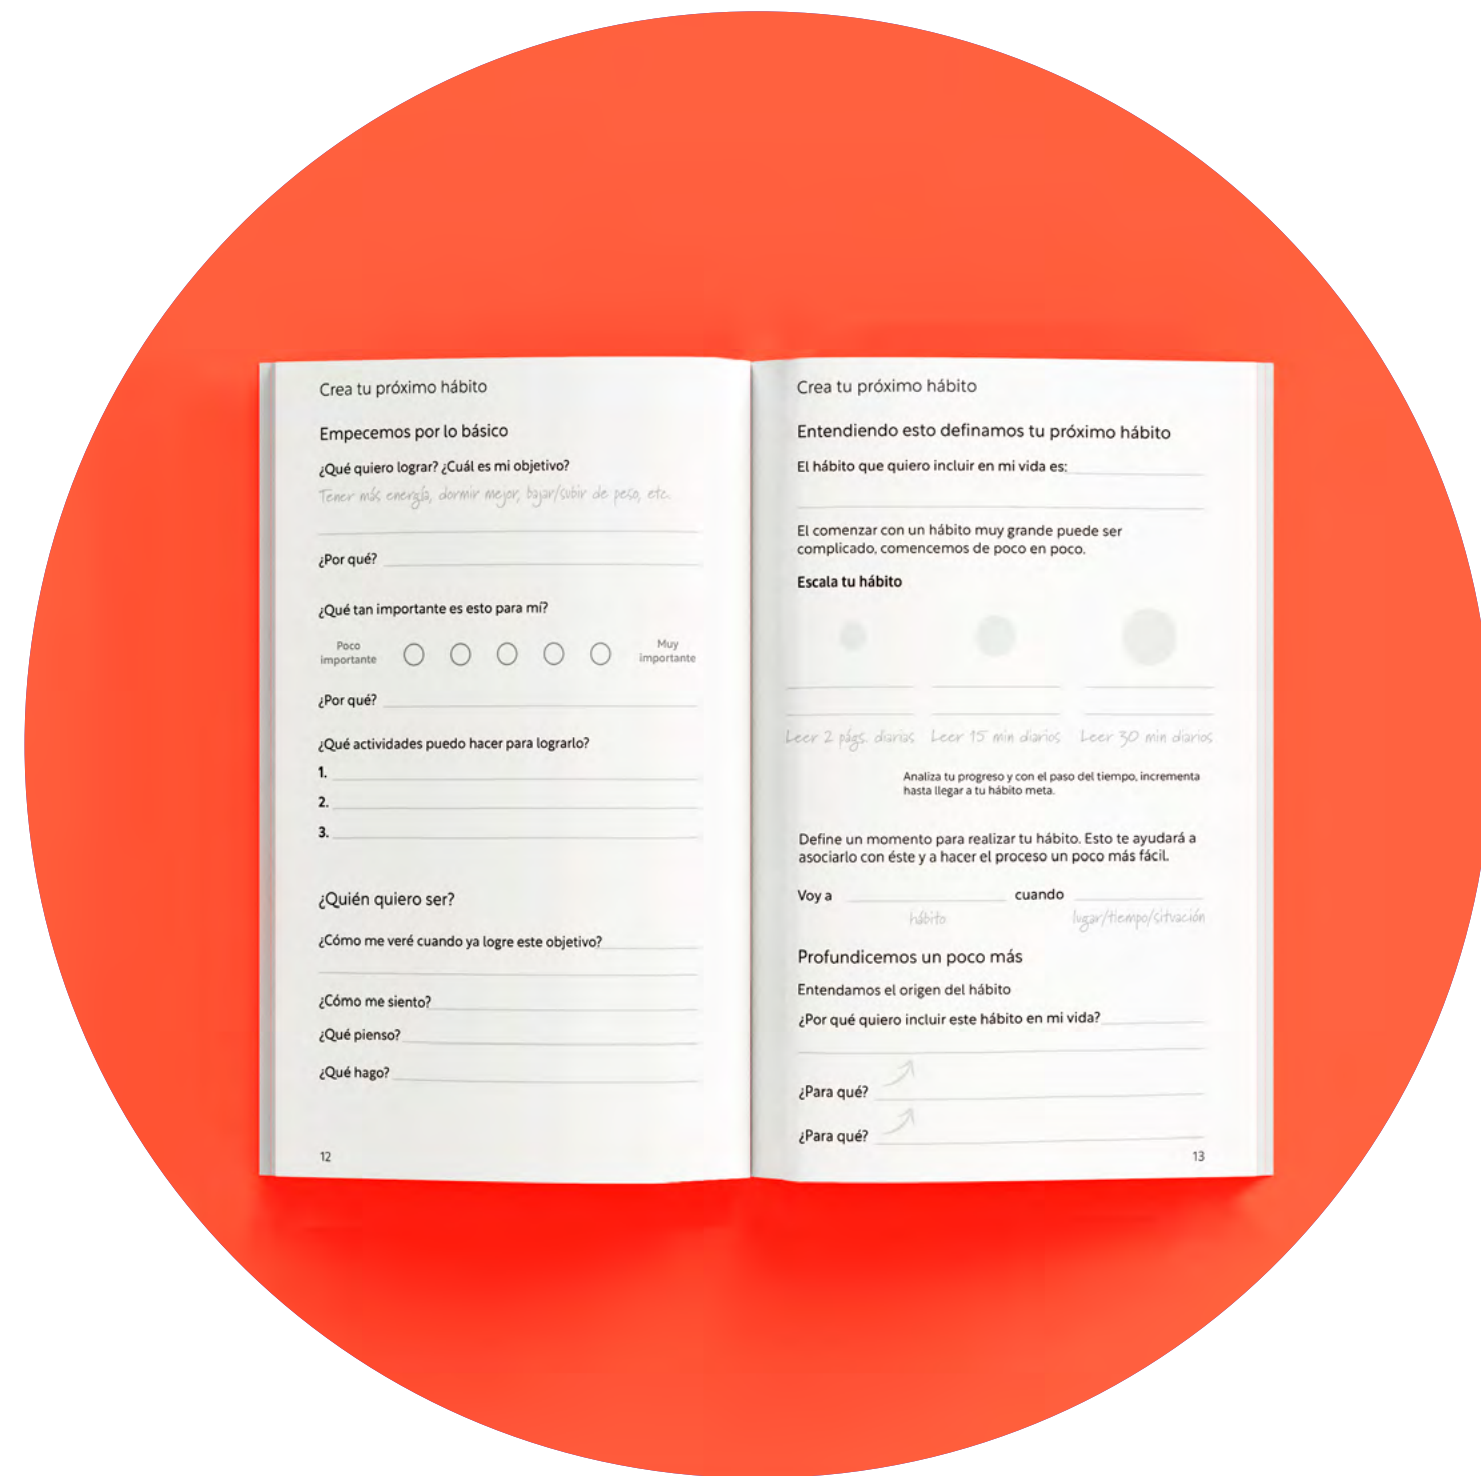 Crea tu próximo hábito
Empecemos por lo básico
¿Qué quiero lograr? ¿Cuál es mi objetivo?
Tener más energía, dormir mejor, bajar/subir de peso, etc.
¿Por qué?
¿Qué tan importante es esto para mí?
Poco
importante
Muy
importante
¿Por qué?
¿Qué actividades puedo hacer para lograrlo?
1.
2.
3.
¿Quién quiero ser?
¿Cómo me veré cuando ya logre este objetivo?
¿Cómo me siento?
¿Qué pienso?
¿Qué hago?
12
Crea tu próximo hábito
Entendiendo esto definamos tu próximo hábito
El hábito que quiero incluir en mi vida es:
El comenzar con un hábito muy grande puede ser
complicado, comencemos de poco en poco.
Escala tu hábito
Leer 2 págs. diarias Leer 15 min diarios Leer 30 min diarios
Analiza tu progreso y con el paso del tiempo, incrementa
hasta llegar a tu hábito meta.
Define un momento para realizar tu hábito. Esto te ayudará a
asociarlo con éste y a hacer el proceso un poco más fácil.
Voy a cuando
hábito lugar/tiempo/situación
Profundicemos un poco más
Entendamos el origen del hábito
¿Por qué quiero incluir este hábito en mi vida?
¿Para qué?
¿Para qué?
13